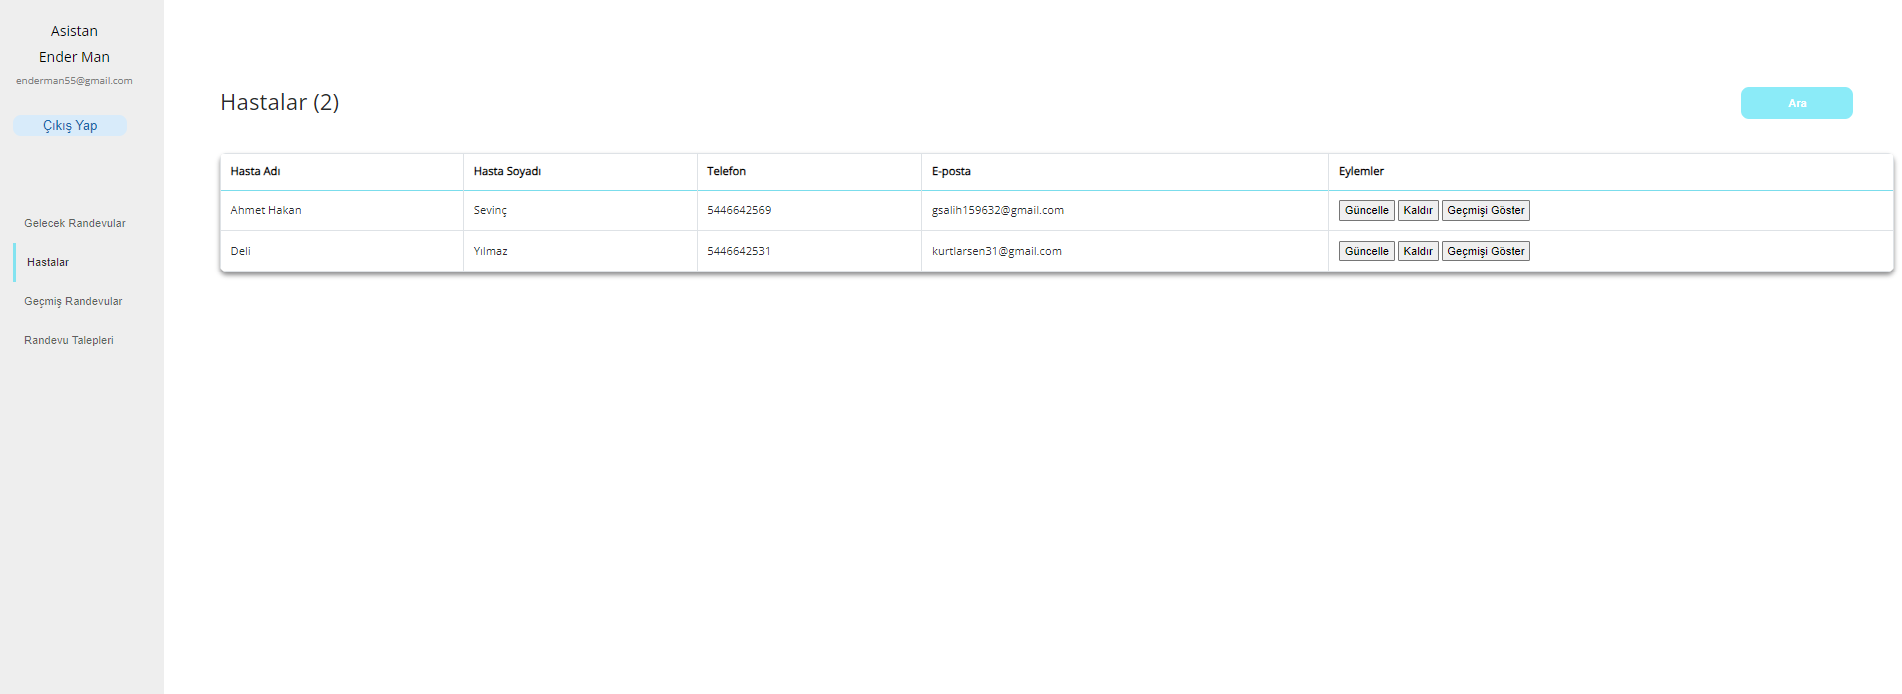 Asistan
Ender Man
enderman55@gmail.com
Çıkış Yap
Gelecek Randevular
Hastalar
Geçmiş Randevular
Randevu Talepleri
Hastalar (2)
Ara
Hasta Adı Hasta Soyadı Telefon E-posta Eylemler
Ahmet Hakan Sevinç 5446642569 gsalih159632@gmail.com Güncelle Kaldır Geçmişi Göster
Deli Yılmaz 5446642531 kurtlarsen31@gmail.com Güncelle Kaldır Geçmişi Göster